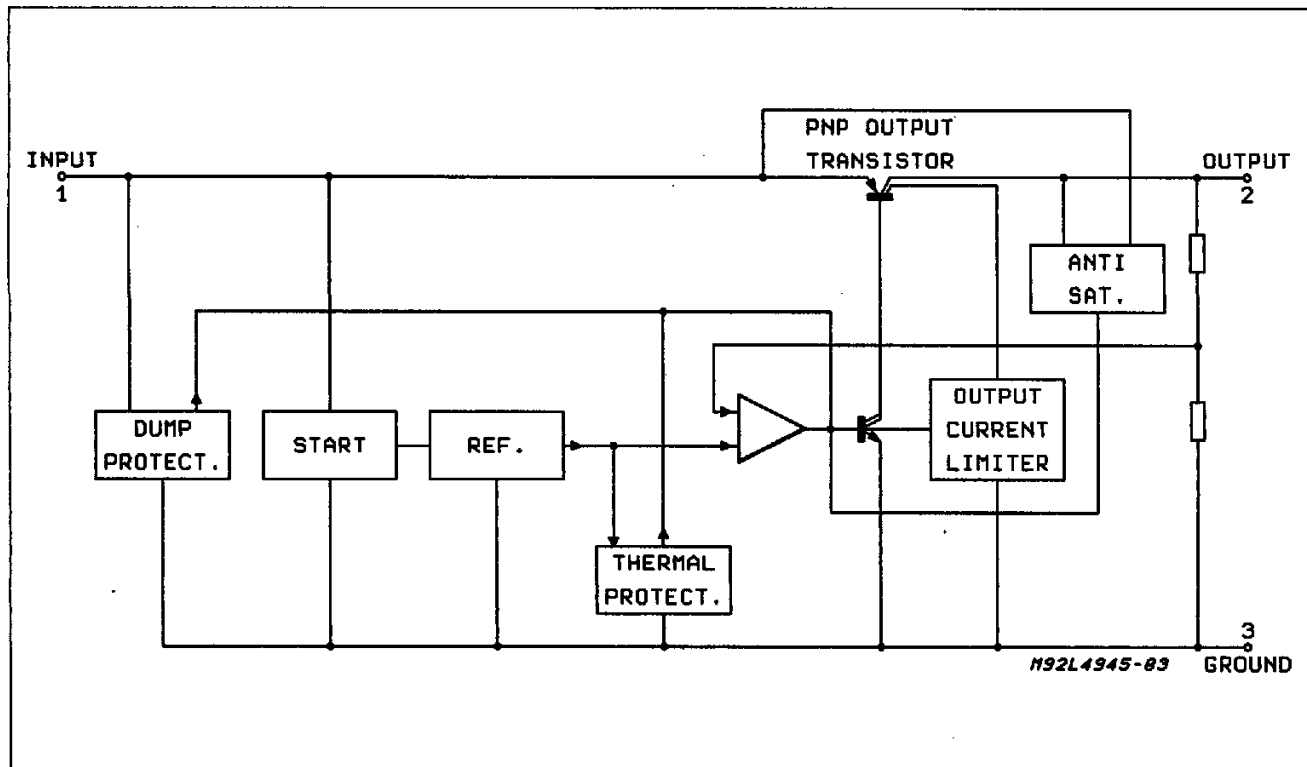 PNP OUTPUT
TRANSISTOR
INPUT
1
OUTPUT
2
ANTI
SAT.
DUMP
PROTECT.
START
REF.
OUTPUT
CURRENT
LIMITER
THERMAL
PROTECT.
3
GROUND
M92L4945-83